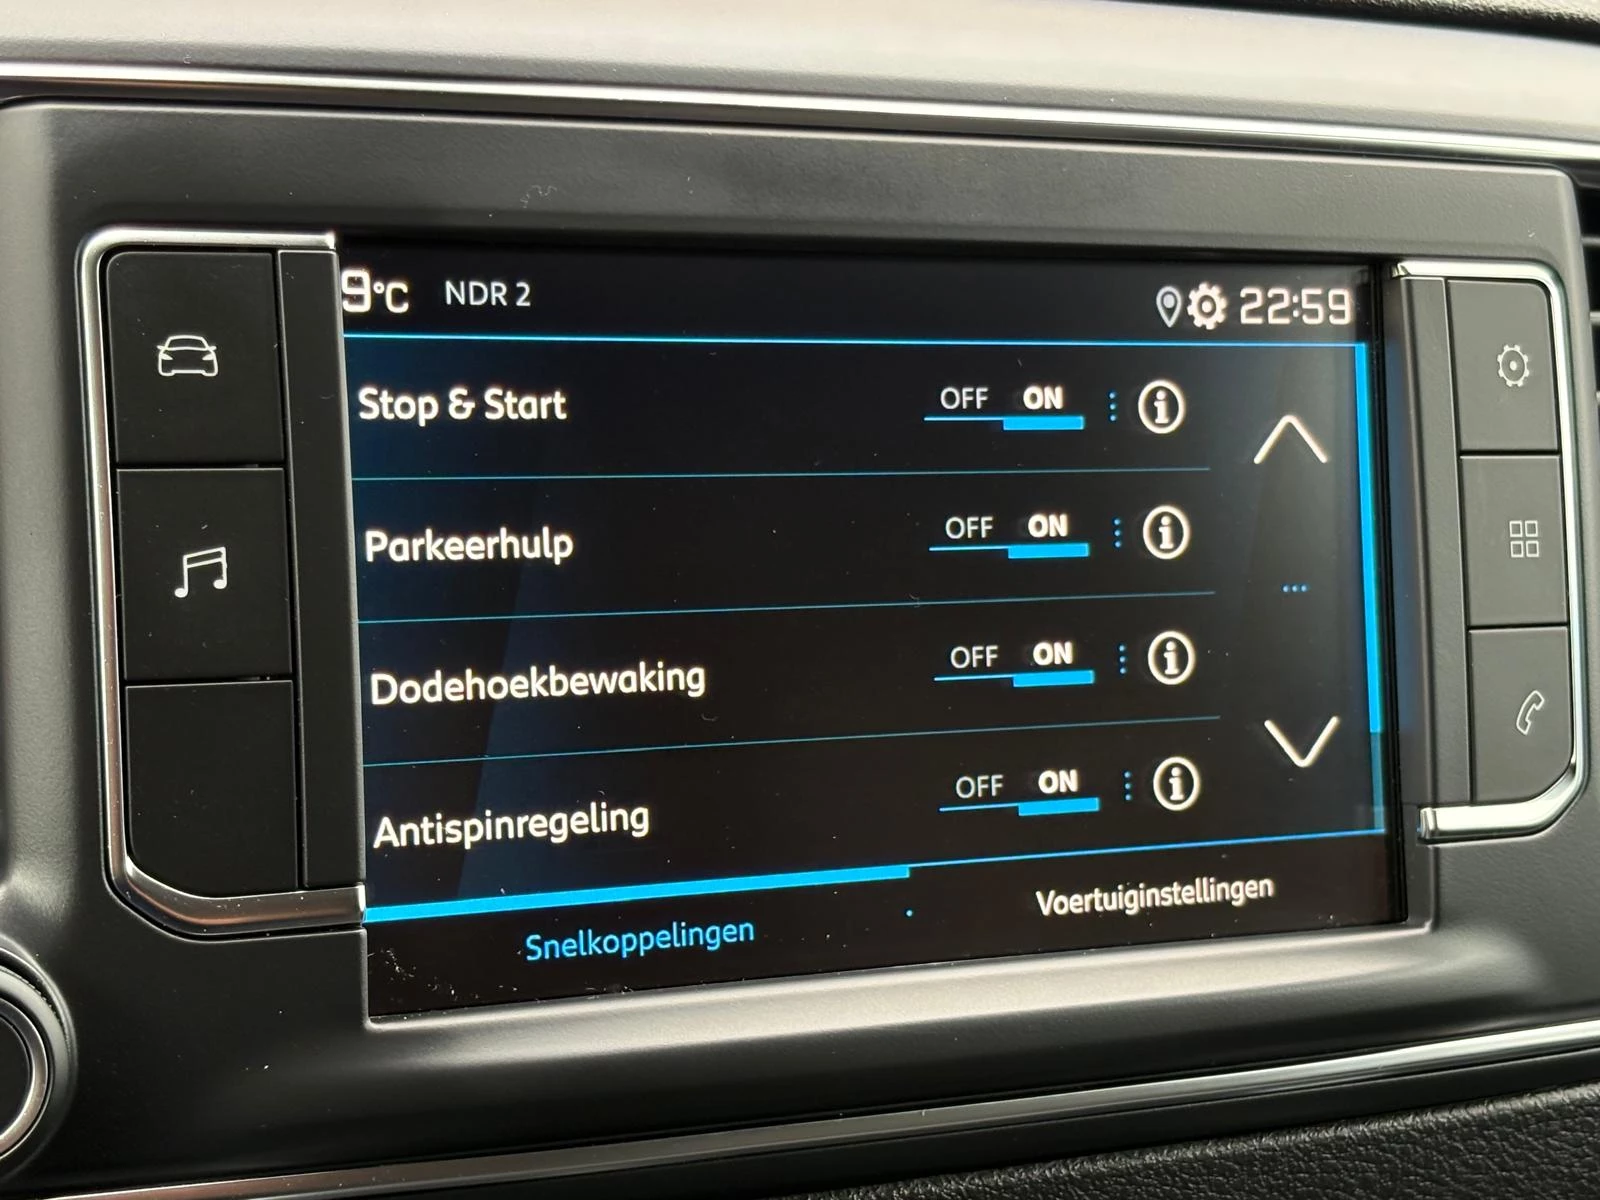 9°C NDR 2 22:59
Stop & Start OFF ON
Parkeerhulp OFF ON
Dodehoekbewaking OFF ON
Antispinregeling OFF ON
Snelkoppelingen Voertuiginstellingen